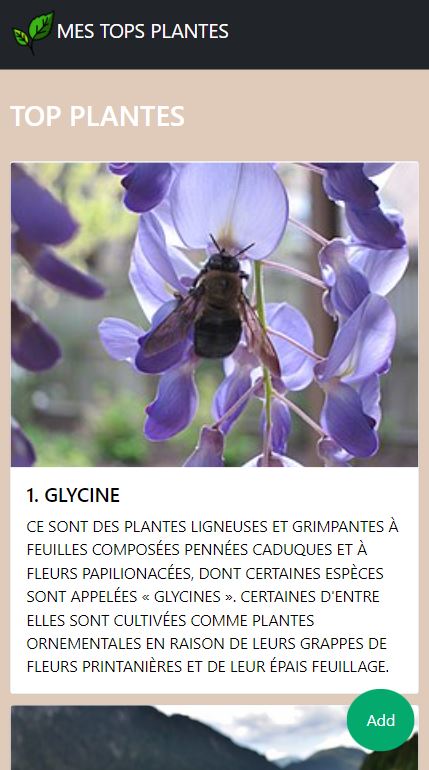 MES TOPS PLANTES
TOP PLANTES
1. GLYCINE
CE SONT DES PLANTES LIGNEUSES ET GRIMPANTES À
FEUILLES COMPOSÉES PENNÉES CADUQUES ET À
FLEURS PAPILIONACÉES, DONT CERTAINES ESPÈCES
SONT APPELÉES « GLYCINES ». CERTAINES D'ENTRE
ELLES SONT CULTIVÉES COMME PLANTES
ORNEMENTALES EN RAISON DE LEURS GRAPPES DE
FLEURS PRINTANIÈRES ET DE LEUR ÉPAIS FEUILLAGE.
Add